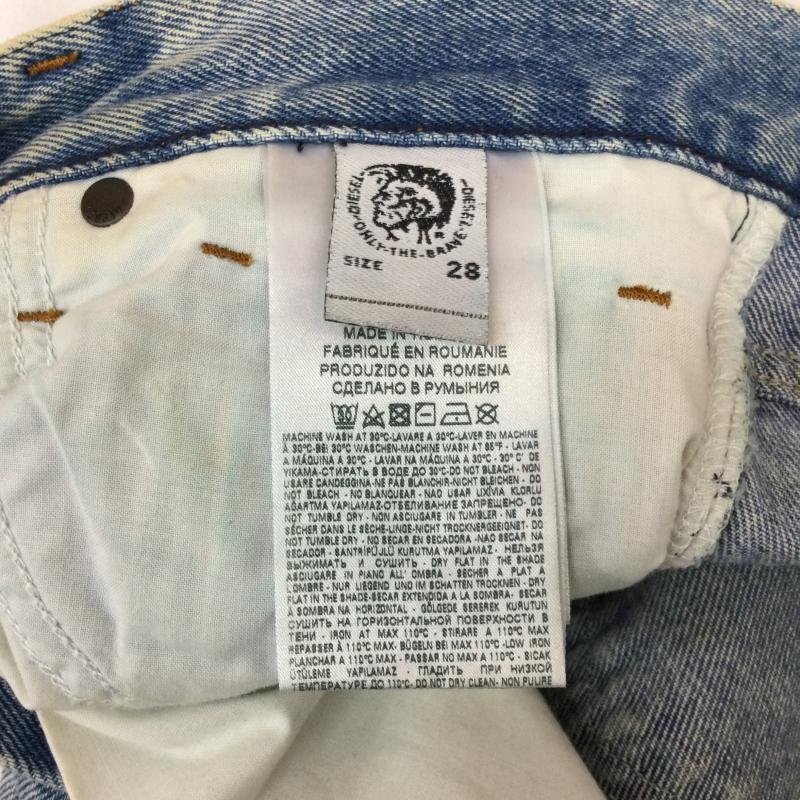 DIESEL
ONLY-THE-BRAVE
DIESEL
SIZE 28
MADE IN
FABRIQUÉ EN ROUMANIE
PRODUZIDO NA ROMENIA
СДЕЛАНО В РУМЫНИЯ
MACHINE WASH AT 30°C-LAVARE A 30°C-LAVER EN MACHINE
À 30°C-BEI 30°C WASCHEN-MACHINE WASH AT 85°F - LAVAR
A MÁQUINA A 30°C - LAVAR NA MÁQUINA A 30°C - 30° C' DE
YIKAMA-СТИРАТЬ В ВОДЕ ДО 30°C-DO NOT BLEACH - NON
USARE CANDEGGINA-NE PAS BLANCHIR-NICHT BLEICHEN - DO
NOT BLEACH - NO BLANQUEAR - NAO USAR LIXÍVIA KLORLU
AGARTMA YAPILAMAZ-ОТБЕЛИВАНИЕ ЗАПРЕЩЕНО- DO
NOT TUMBLE DRY - NON ASCIUGARE IN TUMBLER - NE PAS
SÉCHER DANS LE SÈCHE-LINGE-NICHT TROCKNERGEEIGNET- DO
NOT TUMBLE DRY - NO SECAR EN SECADORA -NAO SECAR NA
SECADOR - SANTRİFUJLÜ KURUTMA YAPILAMAZ - НЕЛЬЗЯ
ВЫЖИМАТЬ И СУШИТЬ - DRY FLAT IN THE SHADE
ASCIUGARE IN PIANO ALL' OMBRA - SÉCHER A PLAT A
L'OMBRE - NUR LIEGEND UND IM SCHATTEN TROCKNEN - DRY
FLAT IN THE SHADE-SECAR EXTENDIDA A LA SOMBRA- SECAR
À SOMBRA NA HORIZONTAL - GÖLGEDE SEREREK KURUTUN
СУШИТЬ НА ГОРИЗОНТАЛЬНОЙ ПОВЕРХНОСТИ В
ТЕНИ - IRON AT MAX 110°C - STIRARE A 110°C MAX
REPASSER À 110°C MAX- BÜGELN BEI MAX 110°C -LOW IRON
PLANCHAR A 110°C MAX - PASSAR NO MAX A 110°C - SICAK
ÜTÜLEME YAPILAMAZ - ГЛАДИТЬ ПРИ НИЗКОЙ
ТЕМПЕРАТУРЕ ДО 110°C- DO NOT DRY CLEAN- NON PULIRE